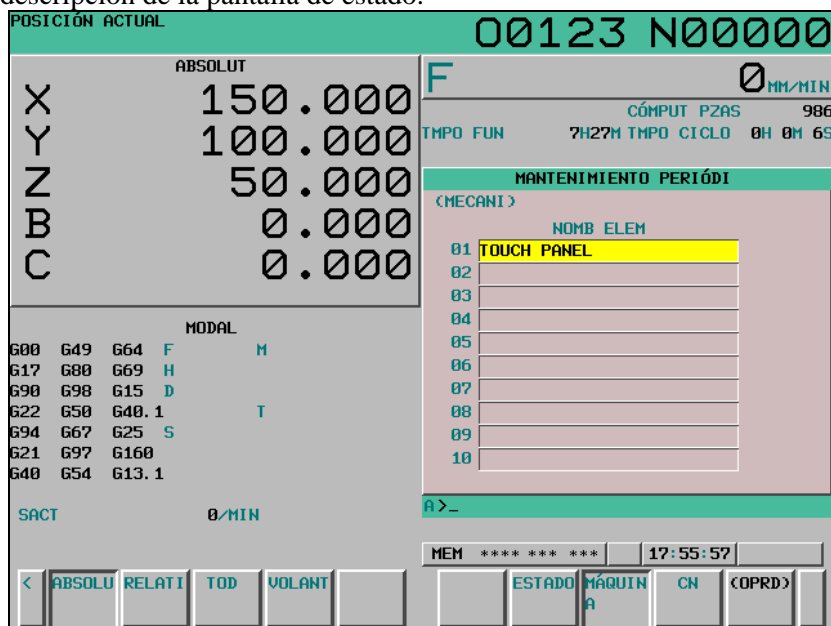 descripción de la pantalla de estado.
POSICIÓN ACTUAL
O0123 N00000
ABSOLUT
X 150.000
Y 100.000
Z 50.000
B 0.000
C 0.000
F 0 MM/MIN
CÓMPUT PZAS 986
TMPO FUN 7H27M TMPO CICLO 0H 0M 6S
MANTENIMIENTO PERIÓDI
(MECANI)
NOMB ELEM
01 TOUCH PANEL
02
03
04
05
06
07
08
09
10
MODAL
G00 G49 G64 F M
G17 G80 G69 H
G90 G98 G15 D
G22 G50 G40.1 T
G94 G67 G25 S
G21 G97 G160
G40 G54 G13.1
SACT 0/MIN
A>_
MEM **** *** *** 17:55:57
< ABSOLU RELATI TOD VOLANT ESTADO MÁQUIN CN (OPRD)
A